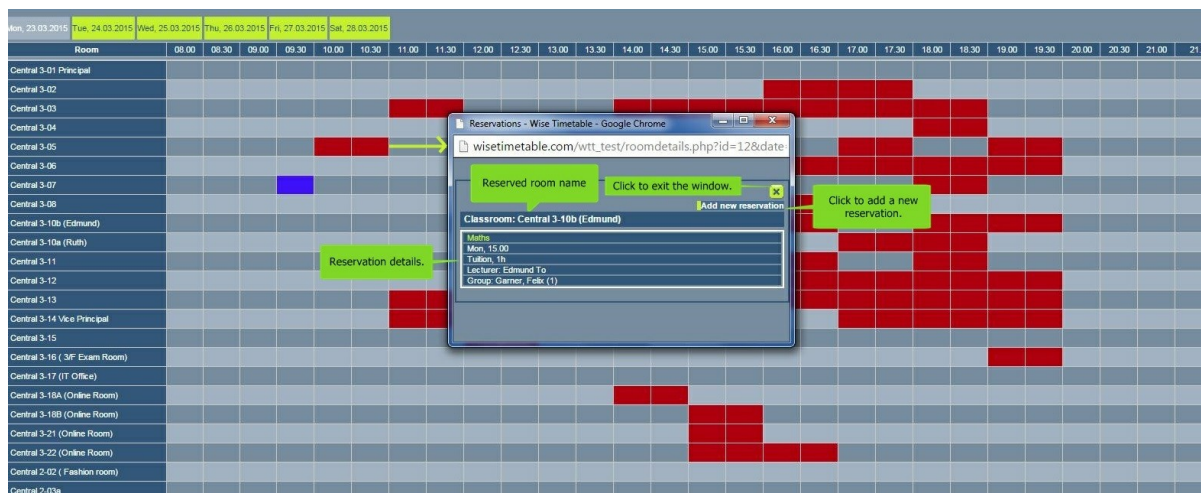 Mon, 23.03.2015 Tue, 24.03.2015 Wed, 25.03.2015 Thu, 26.03.2015 Fri, 27.03.2015 Sat, 28.03.2015
Room 08.00 08.30 09.00 09.30 10.00 10.30 11.00 11.30 12.00 12.30 13.00 13.30 14.00 14.30 15.00 15.30 16.00 16.30 17.00 17.30 18.00 18.30 19.00 19.30 20.00 20.30 21.00 21.
Central 3-01 Principal
Central 3-02
Central 3-03
Central 3-04
Central 3-05
Central 3-06
Central 3-07
Central 3-08
Central 3-10b (Edmund)
Central 3-10a (Ruth)
Central 3-11
Central 3-12
Central 3-13
Central 3-14 Vice Principal
Central 3-15
Central 3-16 ( 3/F Exam Room)
Central 3-17 (IT Office)
Central 3-18A (Online Room)
Central 3-18B (Online Room)
Central 3-21 (Online Room)
Central 3-22 (Online Room)
Central 2-02 ( Fashion room)
Central 2-03a
Reservations - Wise Timetable - Google Chrome
wisetimetable.com/wtt_test/roomdetails.php?id=12&date=
Reserved room name
Click to exit the window.
Add new reservation
Click to add a new
reservation.
Classroom: Central 3-10b (Edmund)
Reservation details.
Maths
Mon, 15.00
Tuition, 1h
Lecturer: Edmund To
Group: Garner, Felix (1)